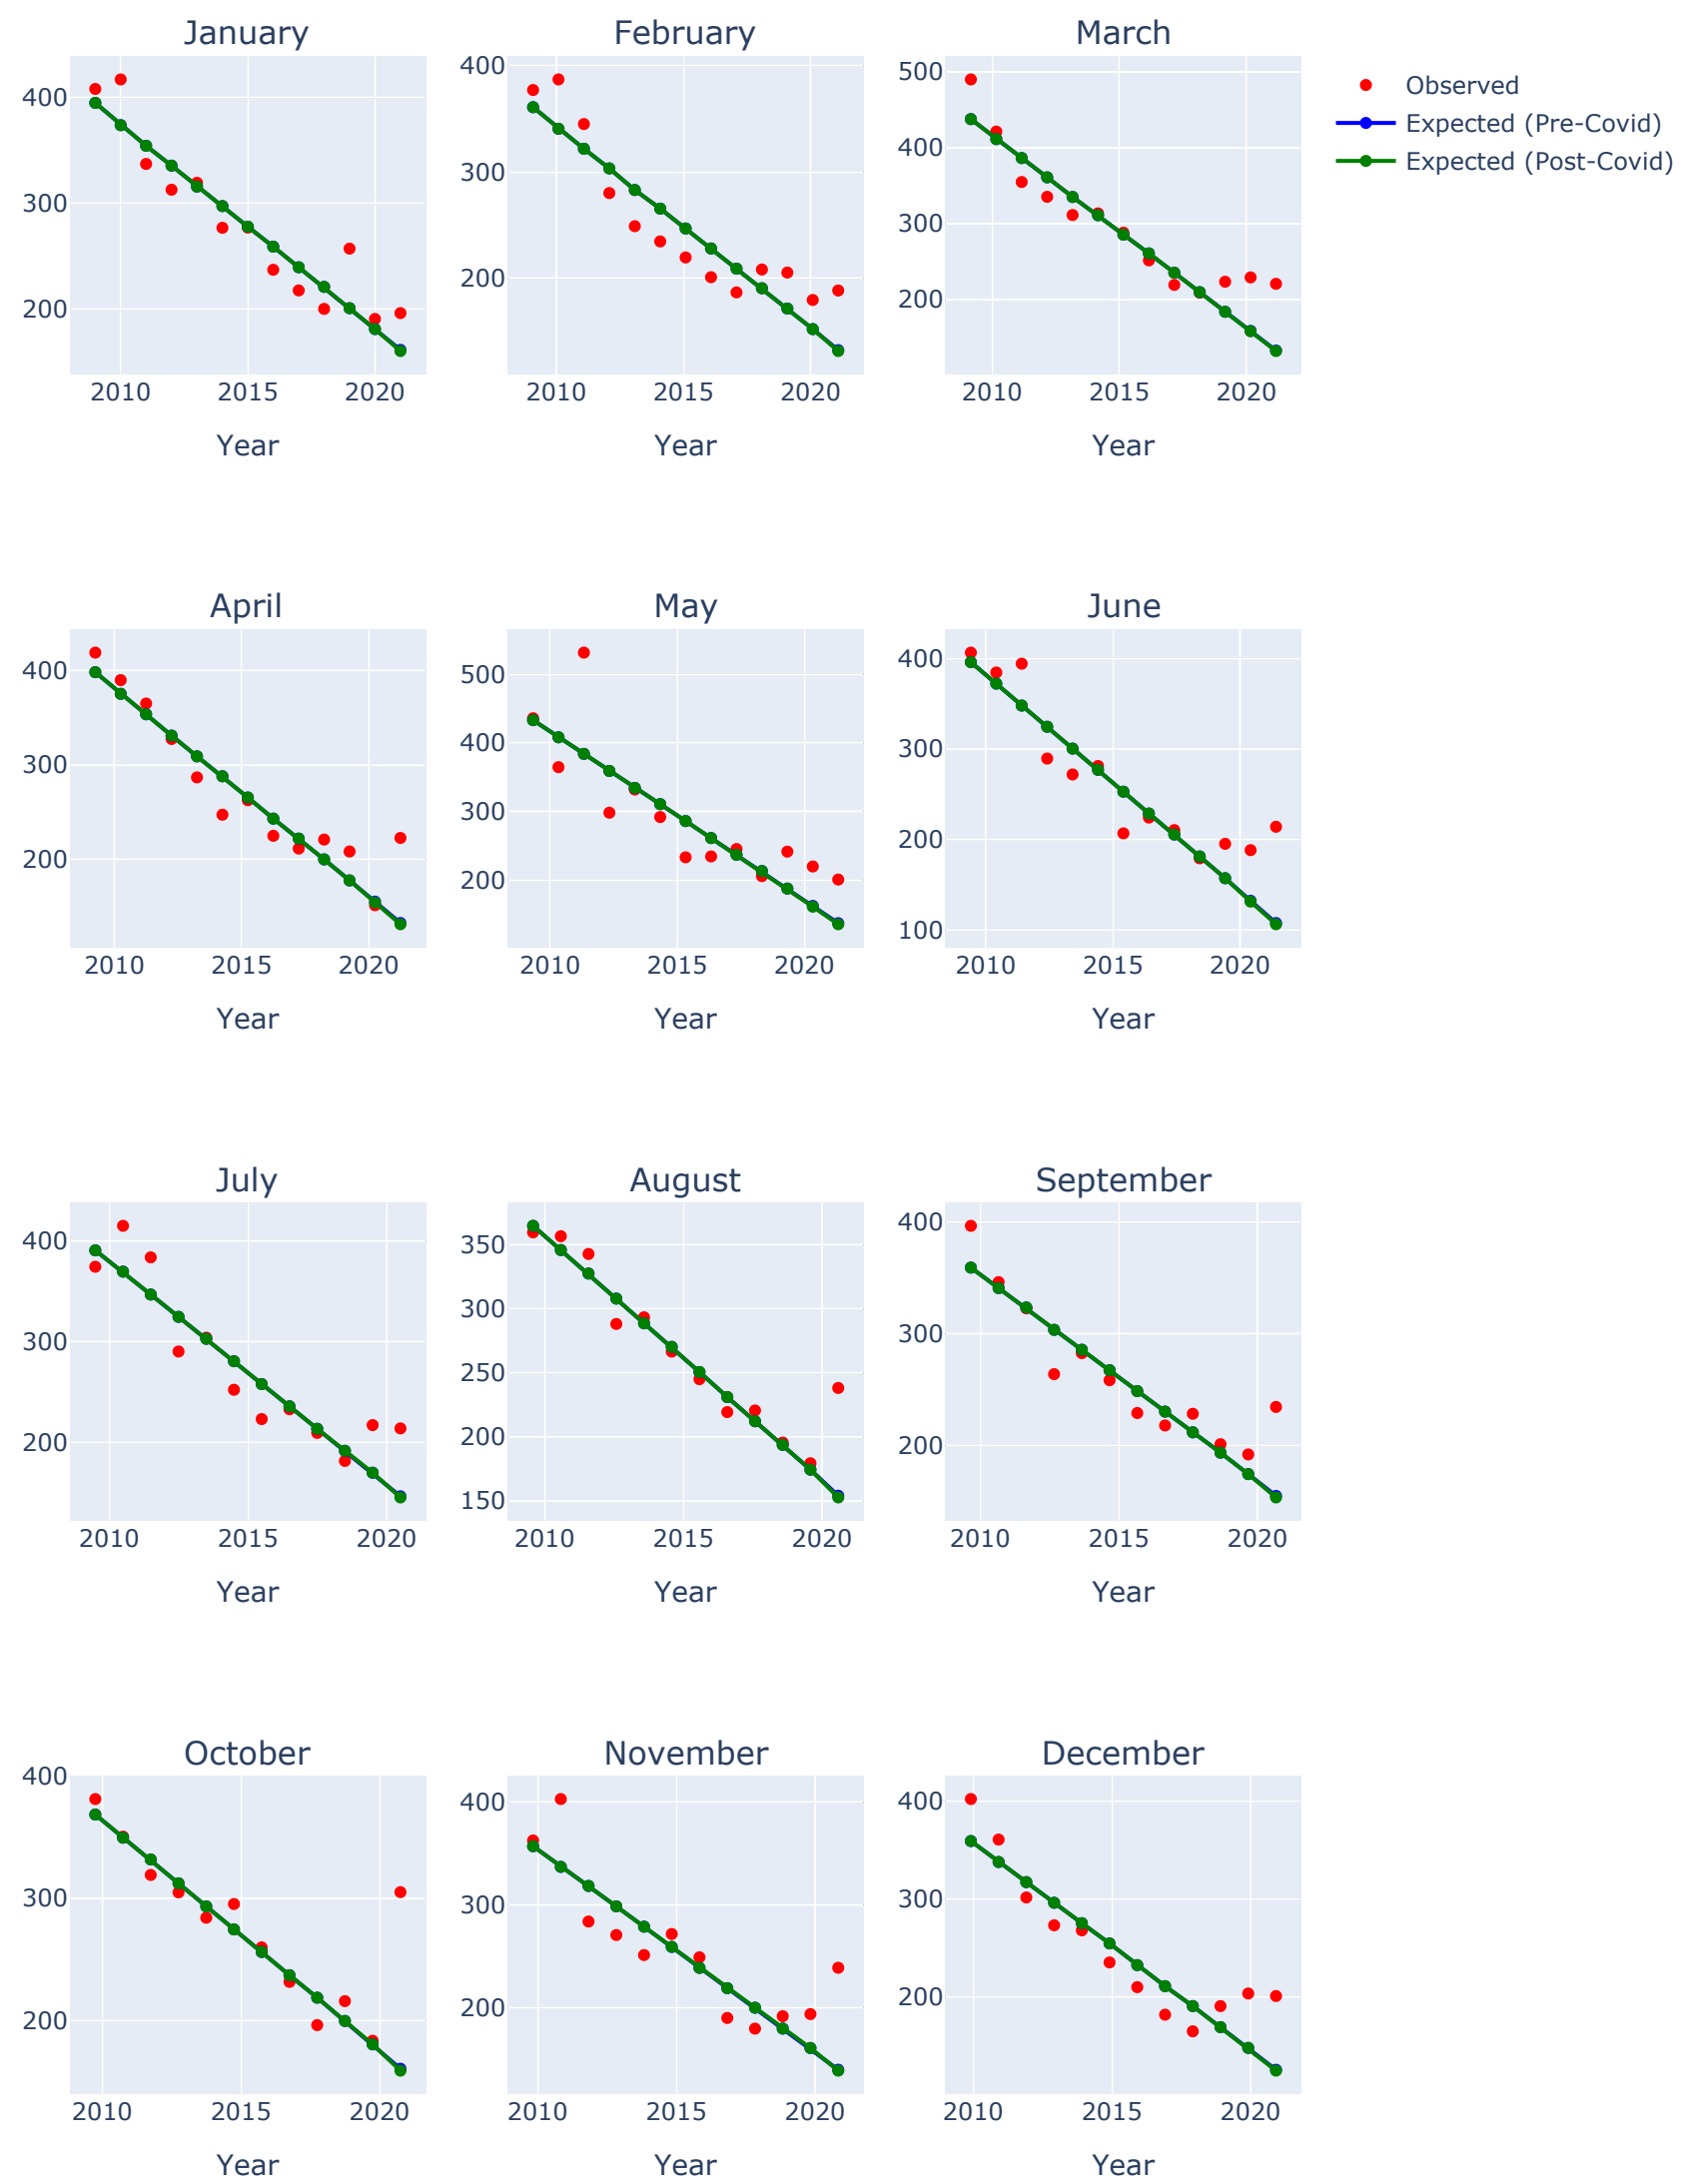 January
February
March
400
300
200
2010
2015
2020
Year
400
300
200
2010
2015
2020
Year
500
400
300
200
2010
2015
2020
Year
Observed
Expected (Pre-Covid)
Expected (Post-Covid)
April
May
June
400
300
200
2010
2015
2020
Year
500
400
300
200
2010
2015
2020
Year
400
300
200
100
2010
2015
2020
Year
July
August
September
400
300
200
2010
2015
2020
Year
350
300
250
200
150
2010
2015
2020
Year
400
300
200
2010
2015
2020
Year
October
November
December
400
300
200
2010
2015
2020
Year
400
300
200
2010
2015
2020
Year
400
300
200
2010
2015
2020
Year